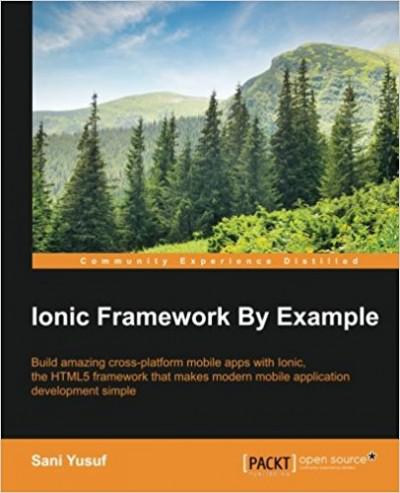 Community Experience Distilled
Ionic Framework By Example
Build amazing cross-platform mobile apps with Ionic,
the HTML5 framework that makes modern mobile application
development simple
Sani Yusuf
[PACKT] open source*
PUBLISHING